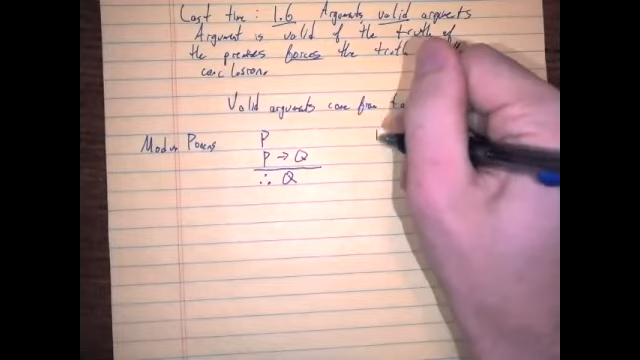 Last time: 1.6 Arguments, valid arguments
Argument is valid if the truth of
the premises forces the truth
conclusion.
Valid arguments come from
Modus Ponens P
P → Q
∴ Q